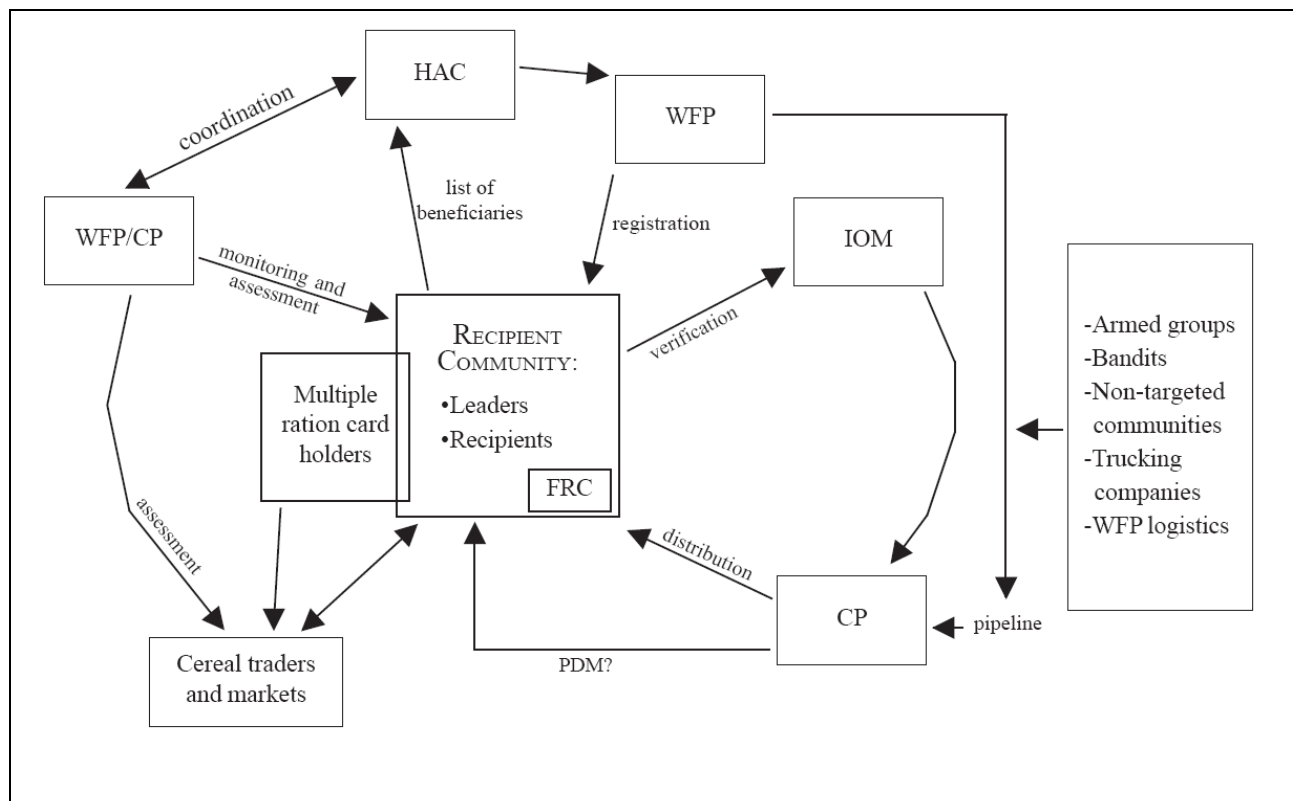 HAC
WFP
coordination
list of
beneficiaries
registration
WFP/CP
IOM
monitoring and
assessment
verification
RECIPIENT
COMMUNITY:
•Leaders
•Recipients
FRC
Multiple
ration card
holders
-Armed groups
-Bandits
-Non-targeted
communities
-Trucking
companies
-WFP logistics
assessment
distribution
CP
pipeline
PDM?
Cereal traders
and markets